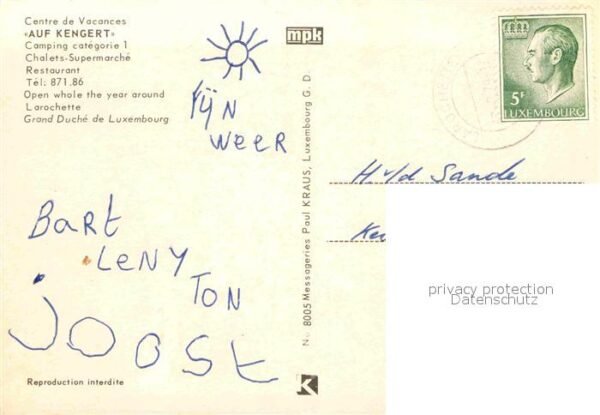 Centre de Vacances
«AUF KENGERT»
Camping catégorie 1
Chalets-Supermarché
Restaurant
Tél: 871.86
Open whole the year around
Larochette
Grand Duché de Luxembourg
mpk
FIJN
WEER
Bart
LENY
TON
JOOST
Reproduction interdite
8005 Messageries Paul KRAUS, Luxembourg G. D.
K
5F
LUXEMBOURG
H. v/d Sande
privacy protection
Datenschutz